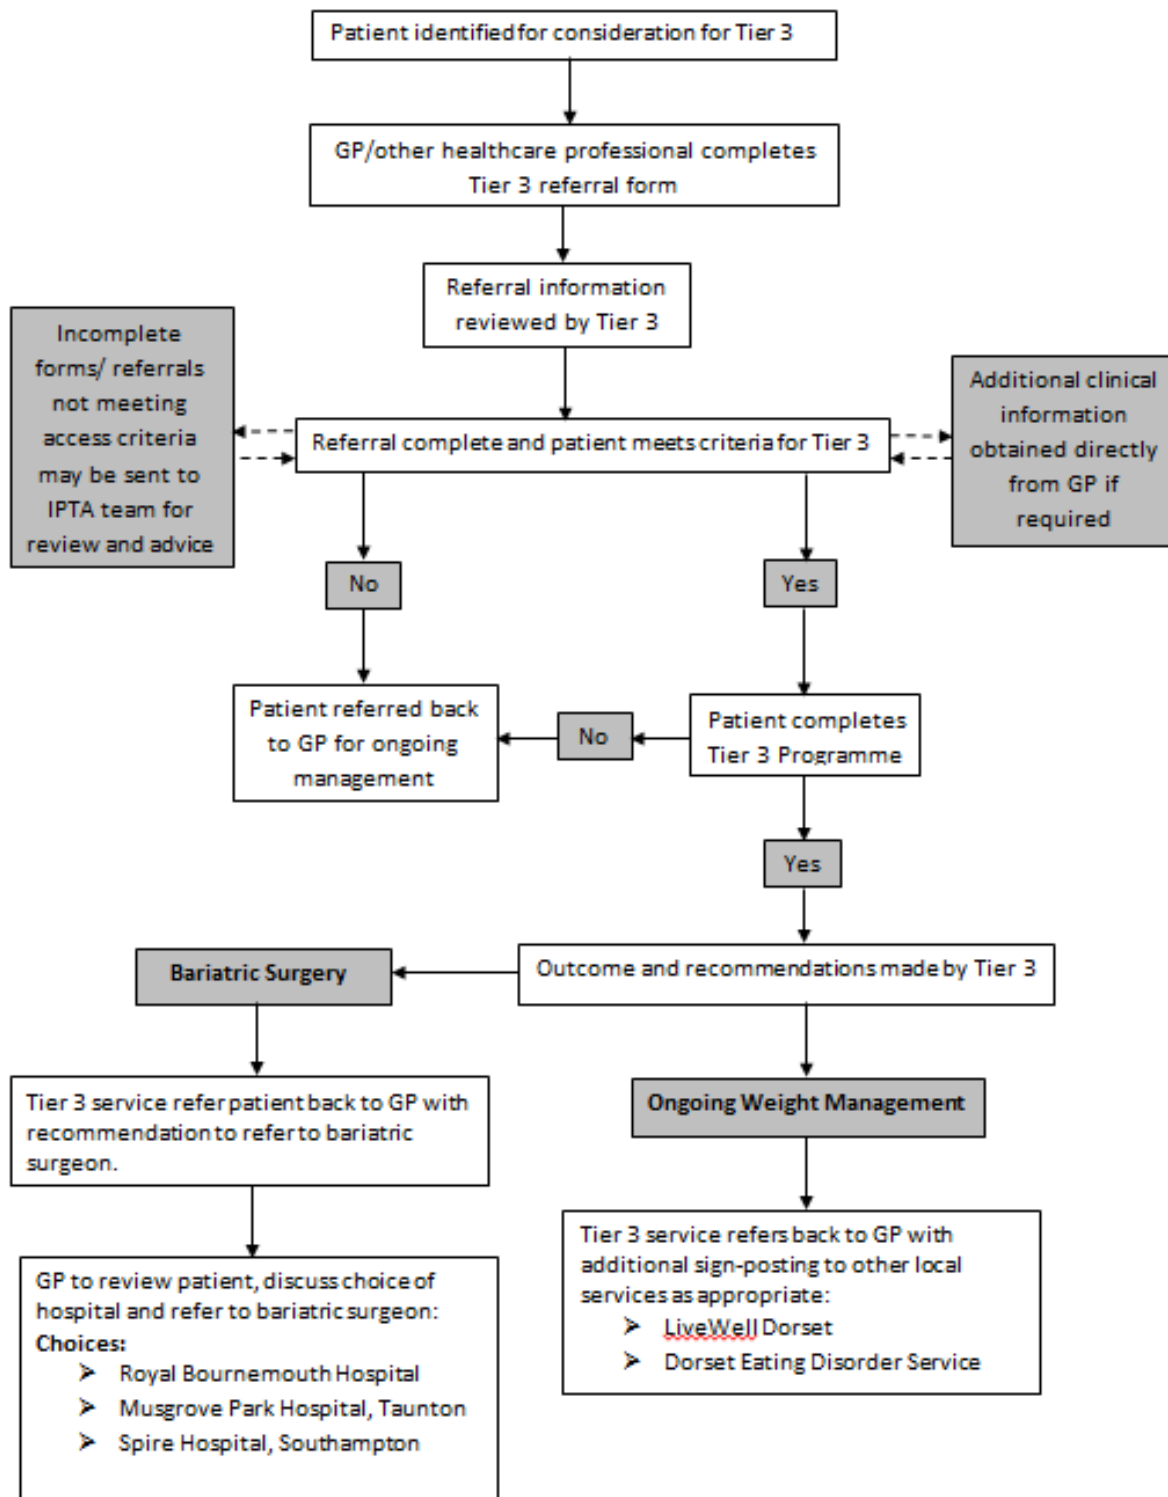 Patient identified for consideration for Tier 3
GP/other healthcare professional completes
Tier 3 referral form
Referral information
reviewed by Tier 3
Incomplete
forms/ referrals
not meeting
access criteria
may be sent to
IPTA team for
review and advice
Referral complete and patient meets criteria for Tier 3
Additional clinical
information
obtained directly
from GP if
required
No
Yes
Patient referred back
to GP for ongoing
management
No
Patient completes
Tier 3 Programme
Yes
Bariatric Surgery
Outcome and recommendations made by Tier 3
Tier 3 service refer patient back to GP with
recommendation to refer to bariatric
surgeon.
Ongoing Weight Management
GP to review patient, discuss choice of
hospital and refer to bariatric surgeon:
Choices:
➤ Royal Bournemouth Hospital
➤ Musgrove Park Hospital, Taunton
➤ Spire Hospital, Southampton
Tier 3 service refers back to GP with
additional sign-posting to other local
services as appropriate:
➤ LiveWell Dorset
➤ Dorset Eating Disorder Service